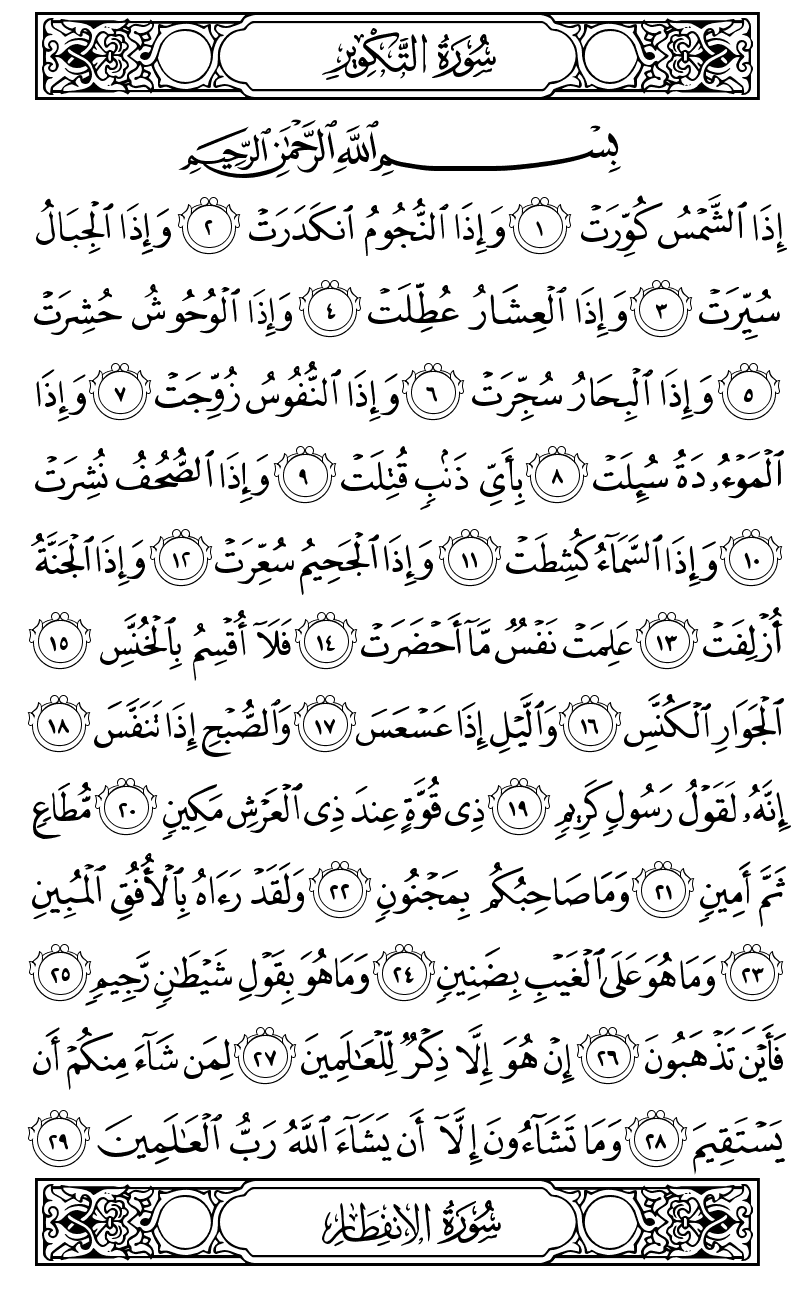 سُورَةُ التَّكْوِيرِ
بِسْمِ ٱللَّهِ ٱلرَّحْمَٰنِ ٱلرَّحِيمِ
إِذَا ٱلشَّمْسُ كُوِّرَتْ ١ وَإِذَا ٱلنُّجُومُ ٱنكَدَرَتْ ٢ وَإِذَا ٱلْجِبَالُ
سُيِّرَتْ ٣ وَإِذَا ٱلْعِشَارُ عُطِّلَتْ ٤ وَإِذَا ٱلْوُحُوشُ حُشِرَتْ
٥ وَإِذَا ٱلْبِحَارُ سُجِّرَتْ ٦ وَإِذَا ٱلنُّفُوسُ زُوِّجَتْ ٧ وَإِذَا
ٱلْمَوْءُۥدَةُ سُئِلَتْ ٨ بِأَىِّ ذَنۢبٍ قُتِلَتْ ٩ وَإِذَا ٱلصُّحُفُ نُشِرَتْ
١٠ وَإِذَا ٱلسَّمَآءُ كُشِطَتْ ١١ وَإِذَا ٱلْجَحِيمُ سُعِّرَتْ ١٢ وَإِذَا ٱلْجَنَّةُ
أُزْلِفَتْ ١٣ عَلِمَتْ نَفْسٌ مَّآ أَحْضَرَتْ ١٤ فَلَآ أُقْسِمُ بِٱلْخُنَّسِ ١٥
ٱلْجَوَارِ ٱلْكُنَّسِ ١٦ وَٱلَّيْلِ إِذَا عَسْعَسَ ١٧ وَٱلصُّبْحِ إِذَا تَنَفَّسَ ١٨
إِنَّهُۥ لَقَوْلُ رَسُولٍ كَرِيمٍ ١٩ ذِى قُوَّةٍ عِندَ ذِى ٱلْعَرْشِ مَكِينٍ ٢٠ مُّطَاعٍ
ثَمَّ أَمِينٍ ٢١ وَمَا صَاحِبُكُم بِمَجْنُونٍ ٢٢ وَلَقَدْ رَءَاهُ بِٱلْأُفُقِ ٱلْمُبِينِ
٢٣ وَمَا هُوَ عَلَى ٱلْغَيْبِ بِضَنِينٍ ٢٤ وَمَا هُوَ بِقَوْلِ شَيْطَٰنٍ رَّجِيمٍ ٢٥
فَأَيْنَ تَذْهَبُونَ ٢٦ إِنْ هُوَ إِلَّا ذِكْرٌ لِّلْعَٰلَمِينَ ٢٧ لِمَن شَآءَ مِنكُمْ أَن
يَسْتَقِيمَ ٢٨ وَمَا تَشَآءُونَ إِلَّآ أَن يَشَآءَ ٱللَّهُ رَبُّ ٱلْعَٰلَمِينَ ٢٩
سُورَةُ الِانفِطَارِ